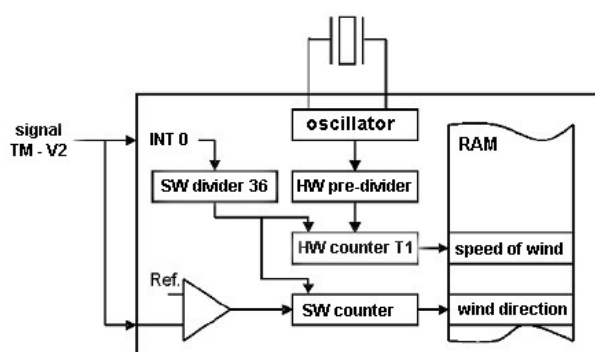 oscillator
signal
TM - V2
INT 0
RAM
SW divider 36
HW pre-divider
HW counter T1
speed of wind
Ref.
SW counter
wind direction